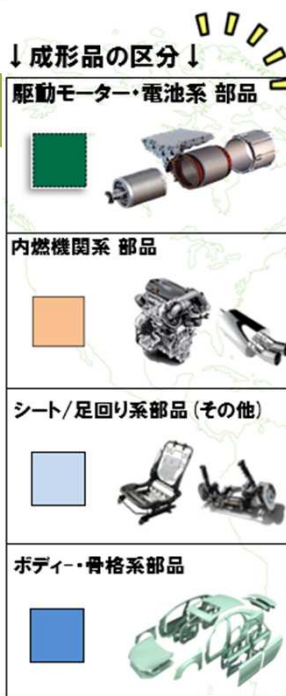 ↓成形品の区分↓
駆動モーター・電池系 部品
内燃機関系 部品
シート/足回り系部品(その他)
ボディー・骨格系部品